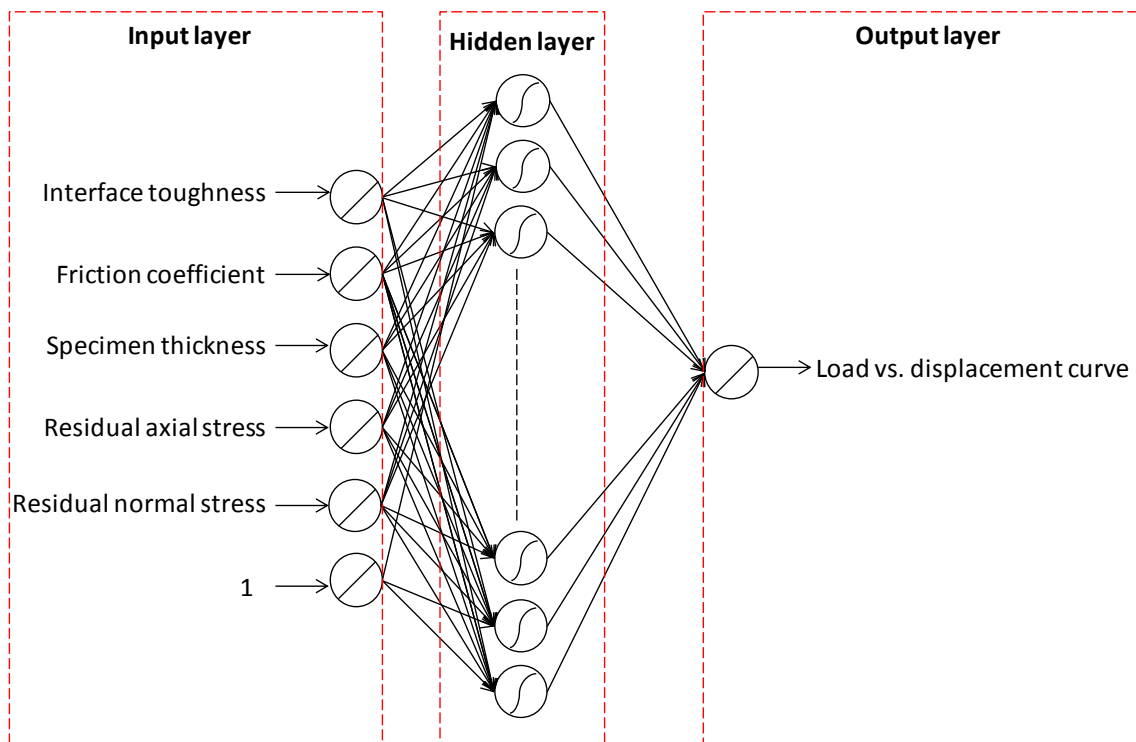 Input layer
Hidden layer
Output layer
Interface toughness
Friction coefficient
Specimen thickness
Load vs. displacement curve
Residual axial stress
Residual normal stress
1